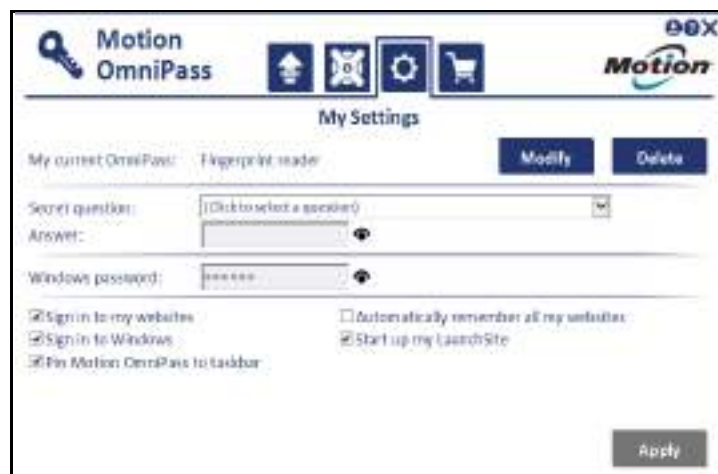 Motion
OmniPass
Motion
My Settings
My current OmniPass: Fingerprint reader Modify Delete
Secret question: (Click to select a question)
Answer:
Windows password: ******
Sign in to my websites Automatically remember all my websites
Sign in to Windows Start up my LaunchSite
Pin Motion OmniPass to taskbar
Apply